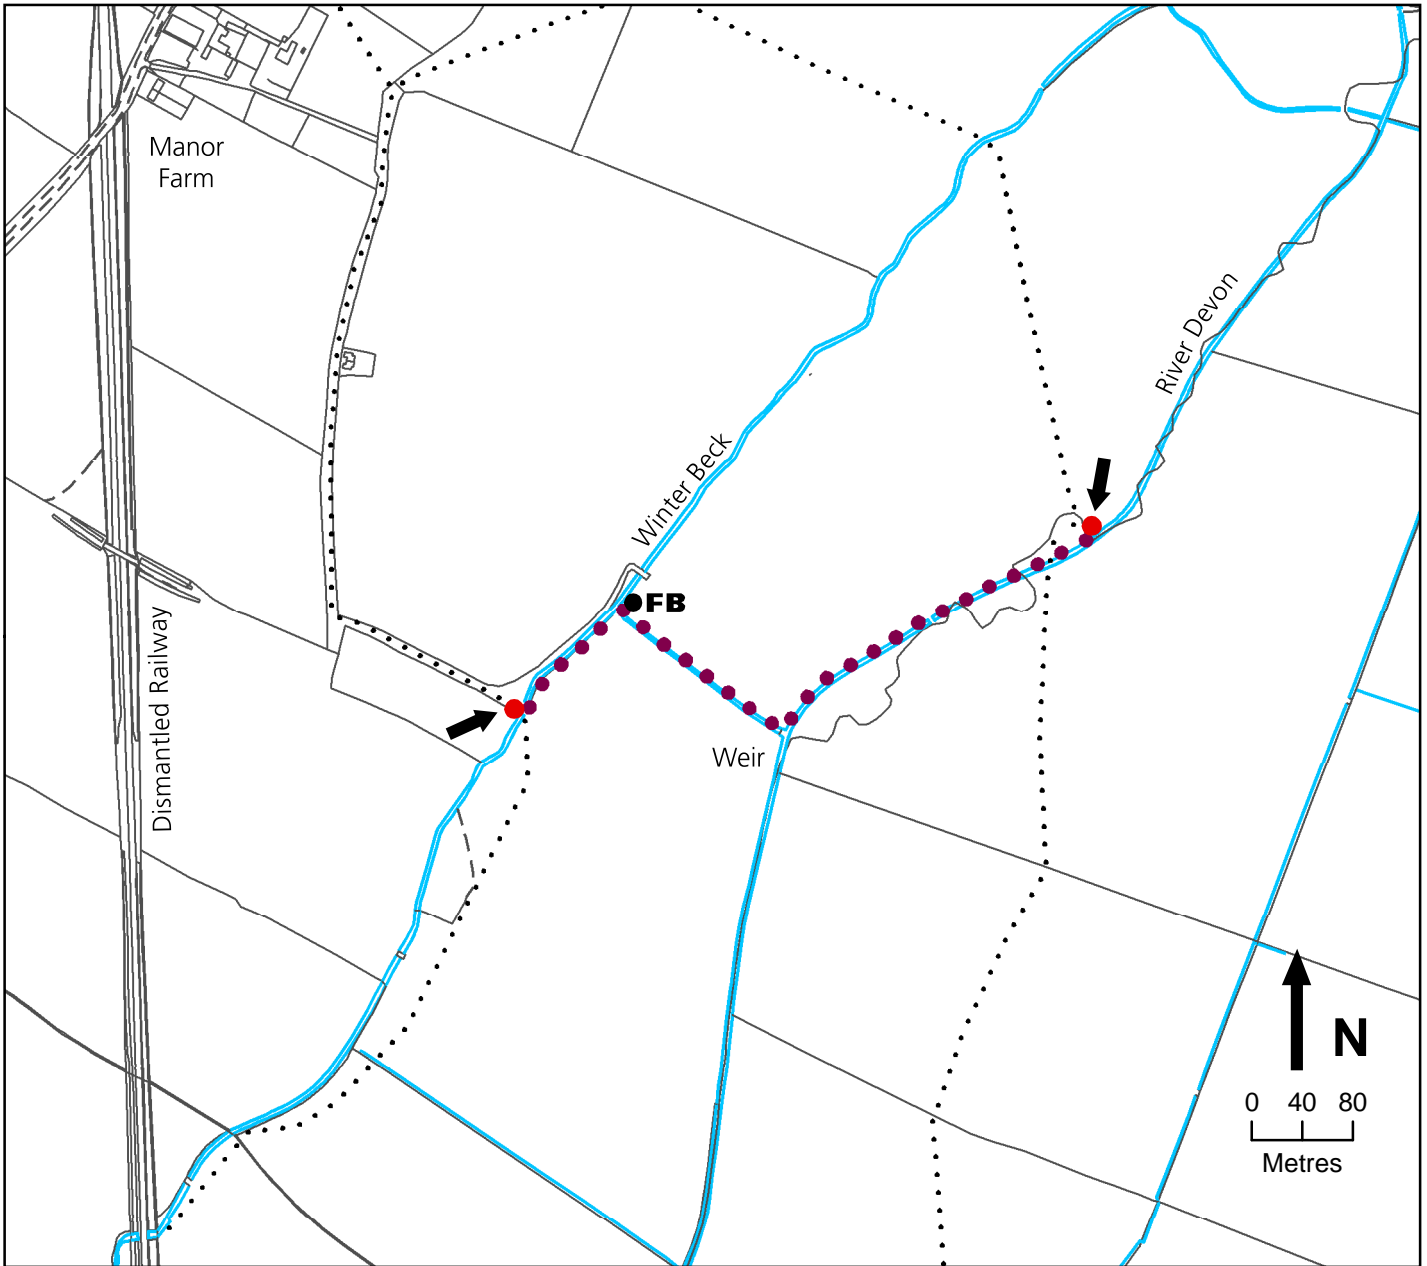 Manor
Farm
River Devon
Winter Beck
FB
Dismantled Railway
Weir
N
0 40 80
Metres